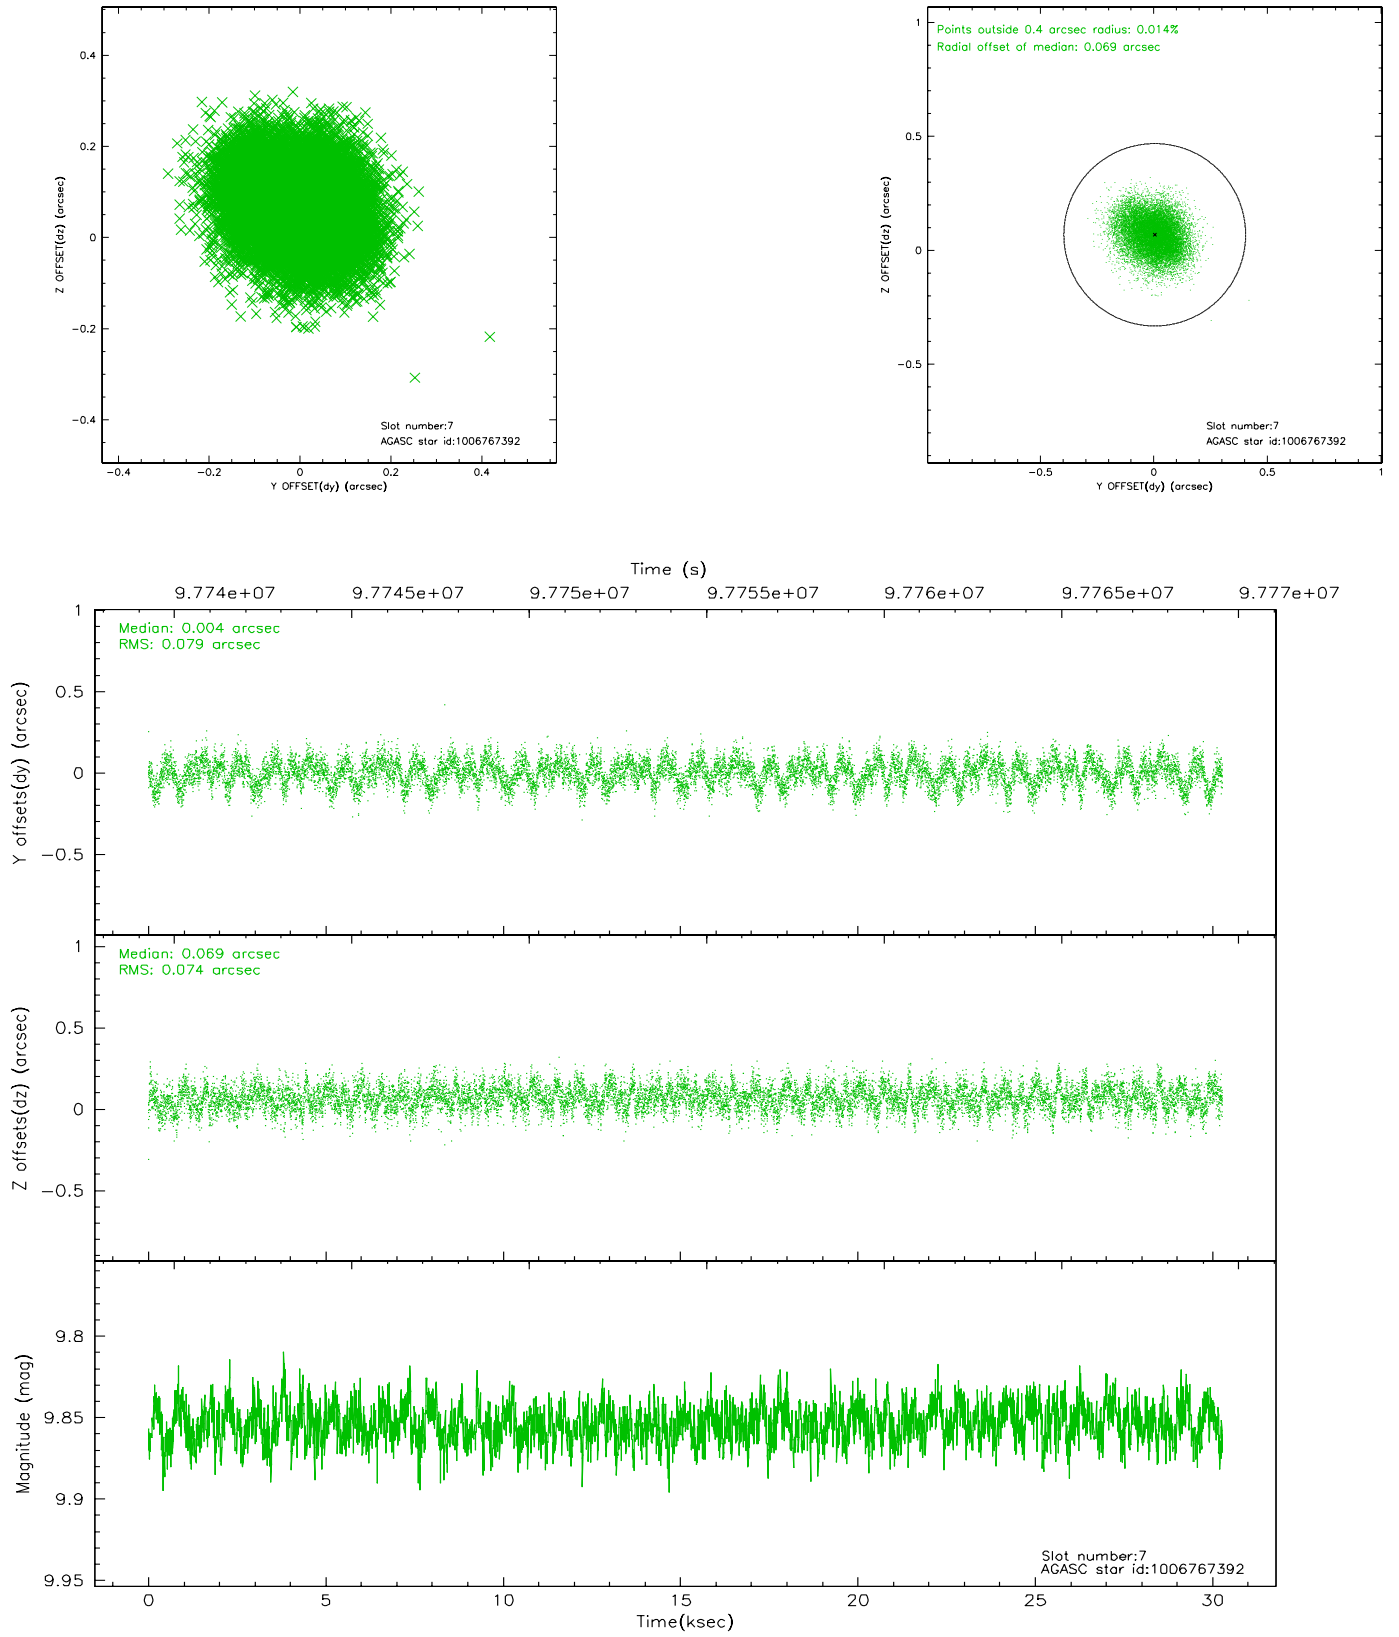 0.4
0.2
0
-0.2
-0.4
Z OFFSET(dz) (arcsec)
Slot number:7
AGASC star id:1006767392
-0.4 -0.2 0 0.2 0.4
Y OFFSET(dy) (arcsec)
Points outside 0.4 arcsec radius: 0.014%
Radial offset of median: 0.069 arcsec
1
0.5
0
-0.5
Z OFFSET(dz) (arcsec)
Slot number:7
AGASC star id:1006767392
-0.5 0 0.5 1
Y OFFSET(dy) (arcsec)
Time (s)
9.774e+07 9.7745e+07 9.775e+07 9.7755e+07 9.776e+07 9.7765e+07 9.777e+07
Median: 0.004 arcsec
RMS: 0.079 arcsec
1
0.5
0
-0.5
Y offsets(dy) (arcsec)
Median: 0.069 arcsec
RMS: 0.074 arcsec
1
0.5
0
-0.5
Z offsets(dz) (arcsec)
9.8
9.85
9.9
9.95
Magnitude (mag)
Slot number:7
AGASC star id:1006767392
0 5 10 15 20 25 30
Time(ksec)